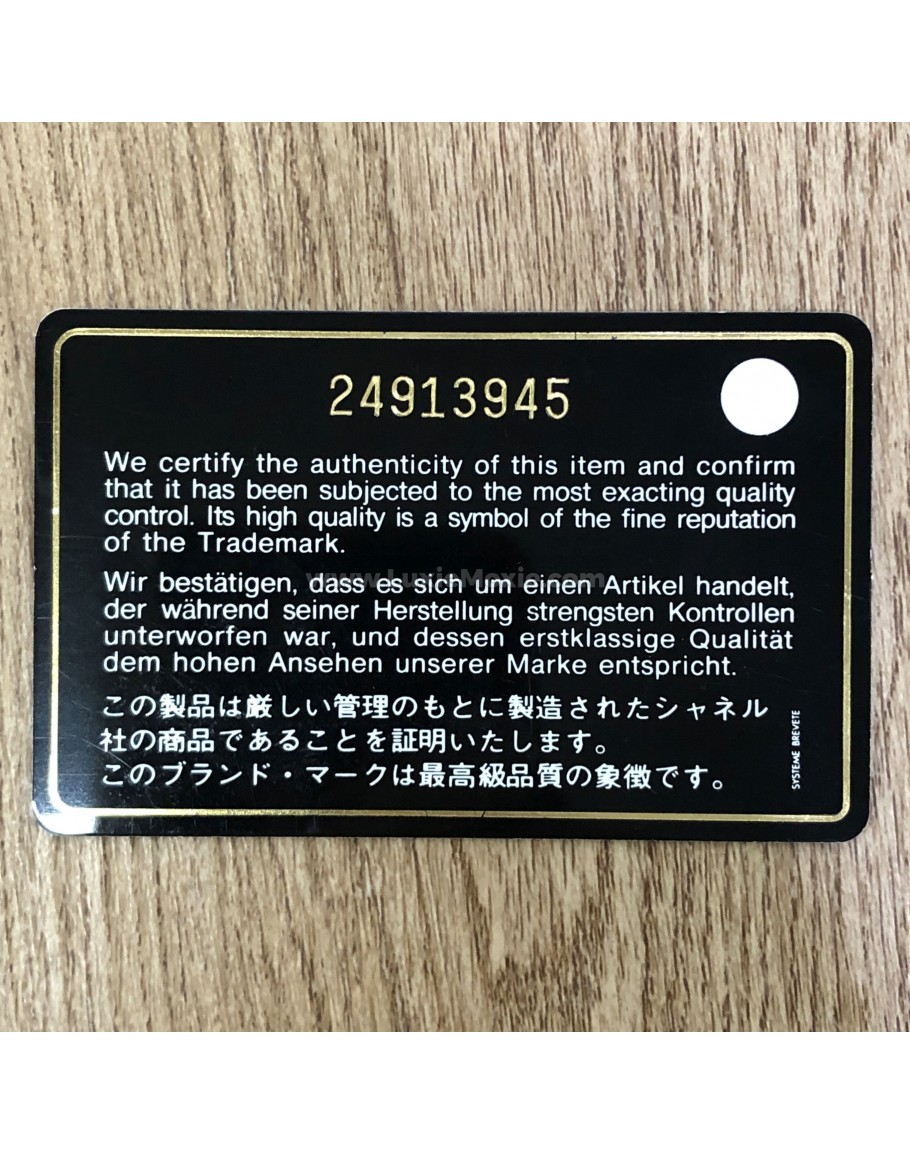 24913945
We certify the authenticity of this item and confirm
that it has been subjected to the most exacting quality
control. Its high quality is a symbol of the fine reputation
of the Trademark.
www.LuxieMoxie.com
Wir bestätigen, dass es sich um einen Artikel handelt,
der während seiner Herstellung strengsten Kontrollen
unterworfen war, und dessen erstklassige Qualität
dem hohen Ansehen unserer Marke entspricht.
この製品は厳しい管理のもとに製造されたシャネル
社の商品であることを証明いたします。
このブランド・マークは最高級品質の象徴です。
SYSTEME BREVETE